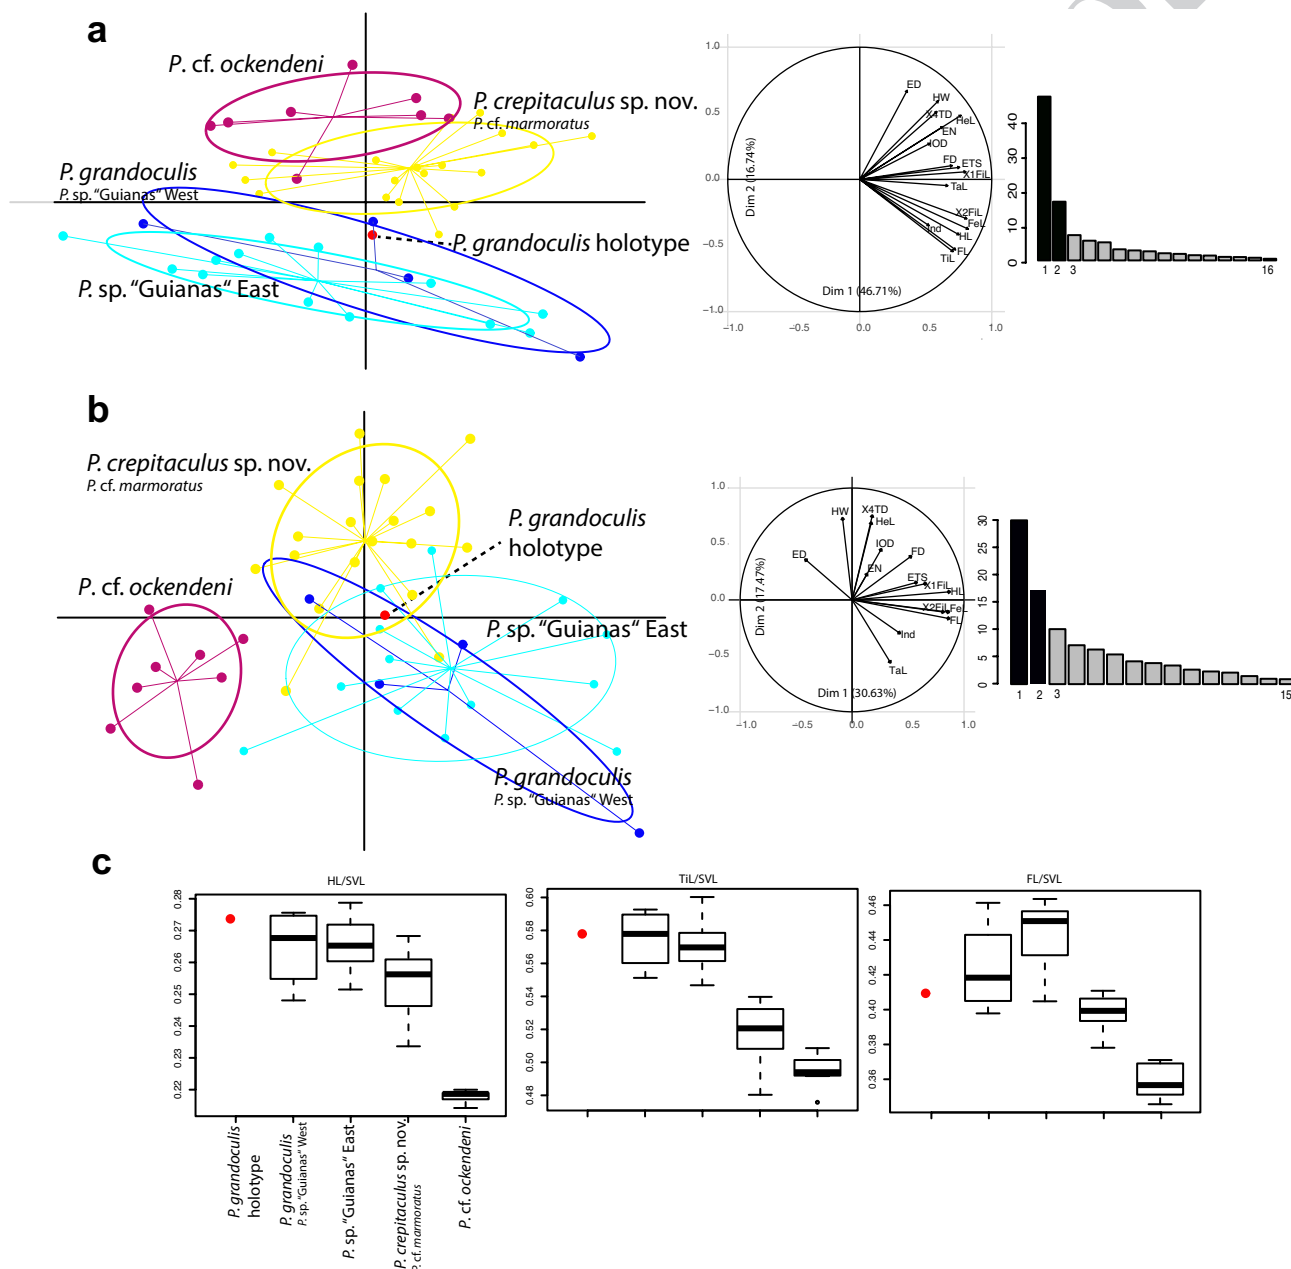 a
P. cf. ockendeni
P. crepitaculus sp. nov.
P. cf. marmoratus
P. grandoculis
P. sp. "Guianas" West
P. grandoculis holotype
P. sp. "Guianas" East
1.0
0.5
0.0
−0.5
−1.0
−1.0
−0.5
0.0
0.5
1.0
Dim 2 (16.74%)
Dim 1 (46.71%)
ED
HW
X4TD
HeL
EN
IOD
FD
ETS
X1FiL
TaL
X2FiL
FeL
Ind
HL
FL
TiL
40
30
20
10
0
1 2 3 16
b
P. crepitaculus sp. nov.
P. cf. marmoratus
P. grandoculis
holotype
P. cf. ockendeni
P. sp. "Guianas" East
P. grandoculis
P. sp. "Guianas" West
1.0
0.5
0.0
−0.5
−1.0
−1.0
−0.5
0.0
0.5
1.0
Dim 2 (17.47%)
Dim 1 (30.63%)
HW
X4TD
HeL
IOD
ED
FD
EN
ETS
X1FiL
HL
X2FiL
FeL
FL
Ind
TaL
30
25
20
15
10
5
0
1 2 3 15
c
HL/SVL
0.28
0.27
0.26
0.25
0.24
0.23
0.22
P. grandoculis
holotype
P. grandoculis
P. sp. "Guianas" West
P. sp. "Guianas" East
P. crepitaculus sp. nov.
P. cf. marmoratus
P. cf. ockendeni
TiL/SVL
0.60
0.58
0.56
0.54
0.52
0.50
0.48
FL/SVL
0.46
0.44
0.42
0.40
0.38
0.36